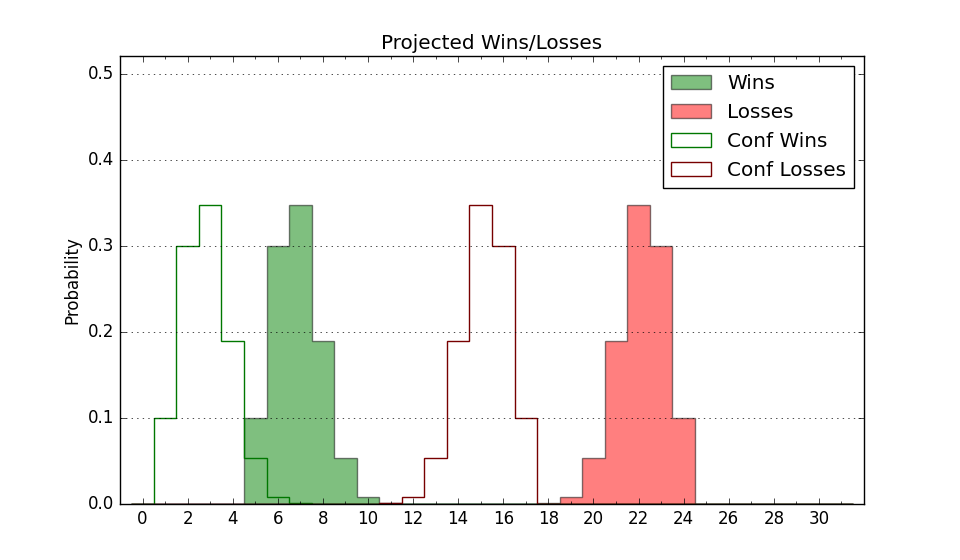 Projected Wins/Losses
0.5
0.4
0.3
0.2
0.1
0.0
Probability
Wins
Losses
Conf Wins
Conf Losses
0 2 4 6 8 10 12 14 16 18 20 22 24 26 28 30